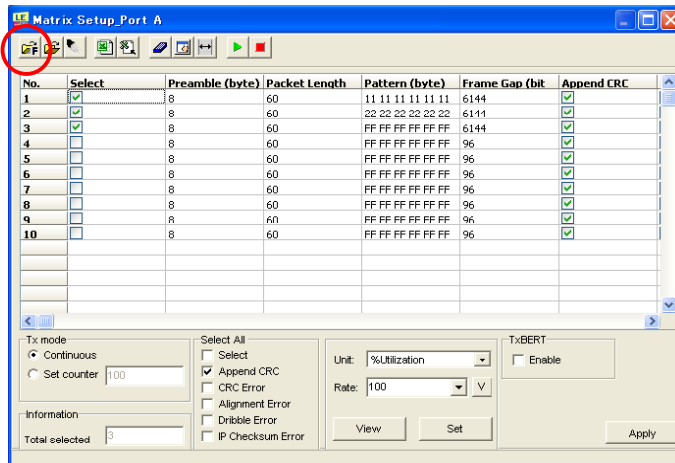 Matrix Setup_Port A
No. Select Preamble (byte) Packet Length Pattern (byte) Frame Gap (bit Append CRC
1 8 60 11 11 11 11 11 11 6144
2 8 60 22 22 22 22 22 22 6144
3 8 60 FF FF FF FF FF FF 6144
4 8 60 FF FF FF FF FF FF 96
5 8 60 FF FF FF FF FF FF 96
6 8 60 FF FF FF FF FF FF 96
7 8 60 FF FF FF FF FF FF 96
8 8 60 FF FF FF FF FF FF 96
9 8 60 FF FF FF FF FF FF 96
10 8 60 FF FF FF FF FF FF 96
Tx mode
Continuous
Set counter 100
Information
Total selected 3
Select All
Select
Append CRC
CRC Error
Alignment Error
Dribble Error
IP Checksum Error
Unit: %Utilization
Rate: 100 V
View Set
TxBERT
Enable
Apply